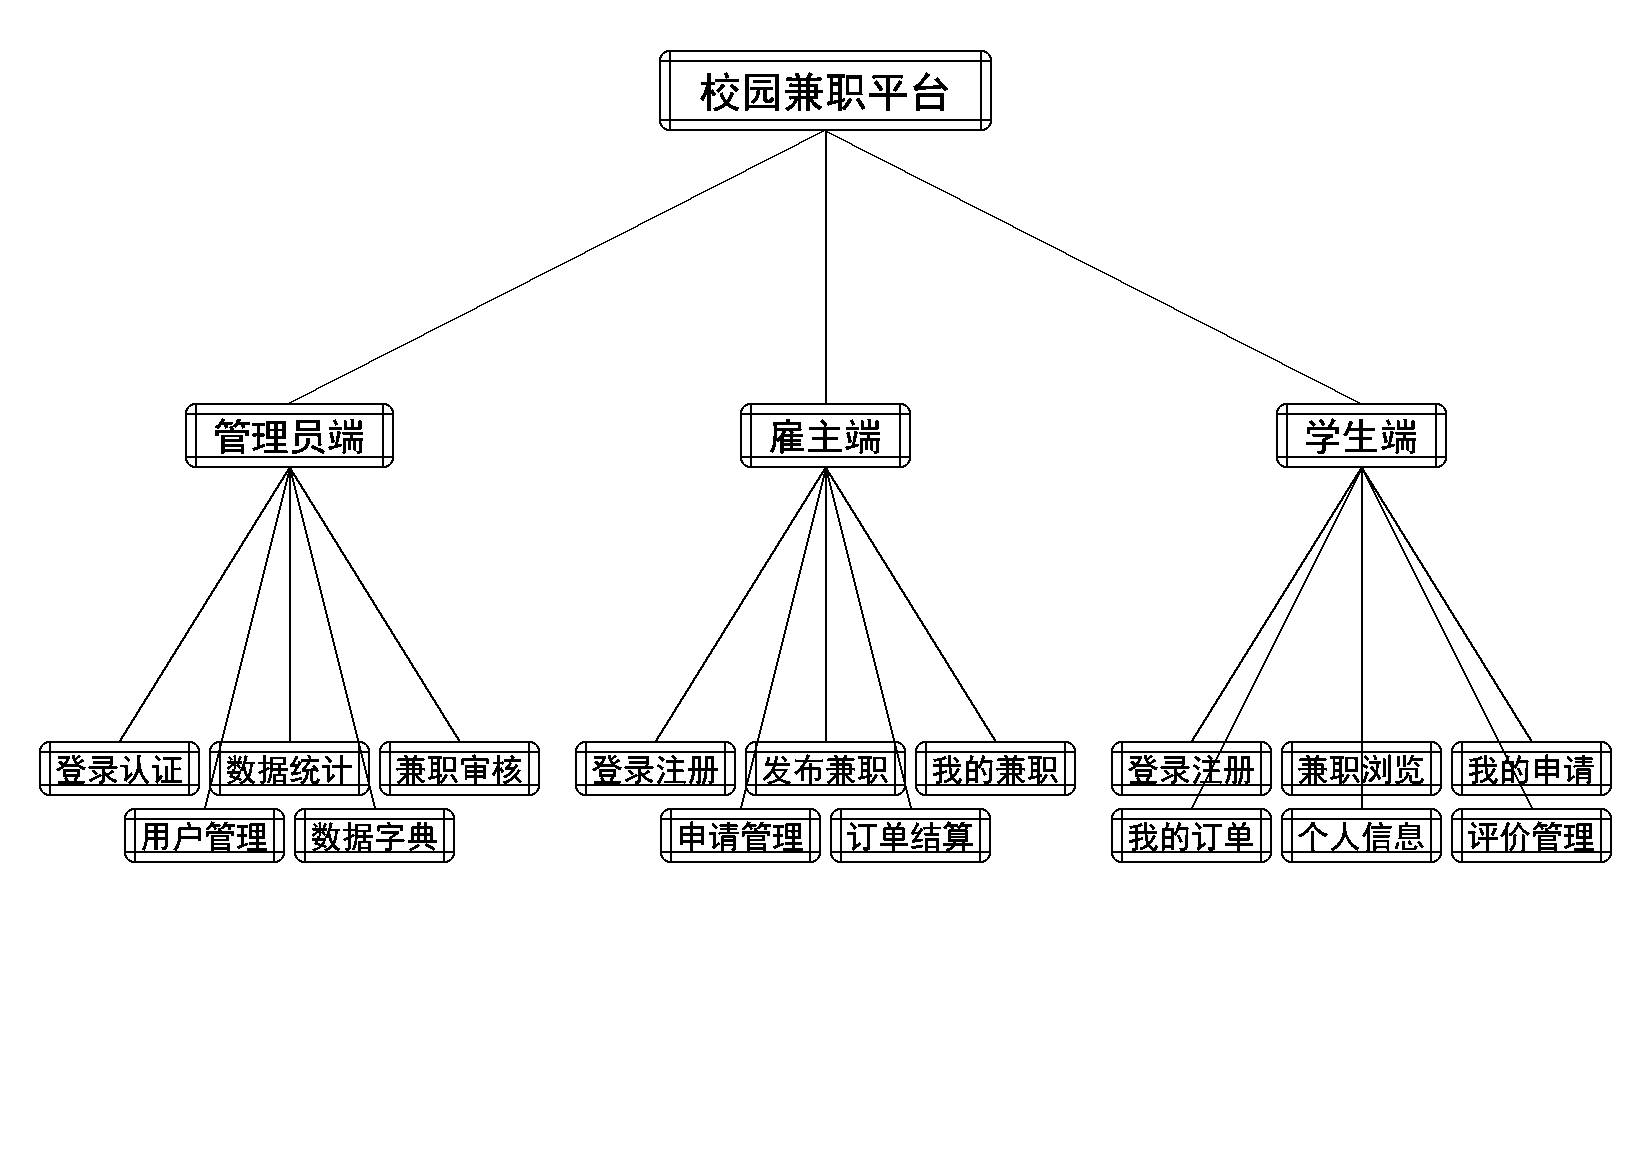 校园兼职平台
管理员端
雇主端
学生端
登录认证
数据统计
兼职审核
登录注册
发布兼职
我的兼职
登录注册
兼职浏览
我的申请
用户管理
数据字典
申请管理
订单结算
我的订单
个人信息
评价管理